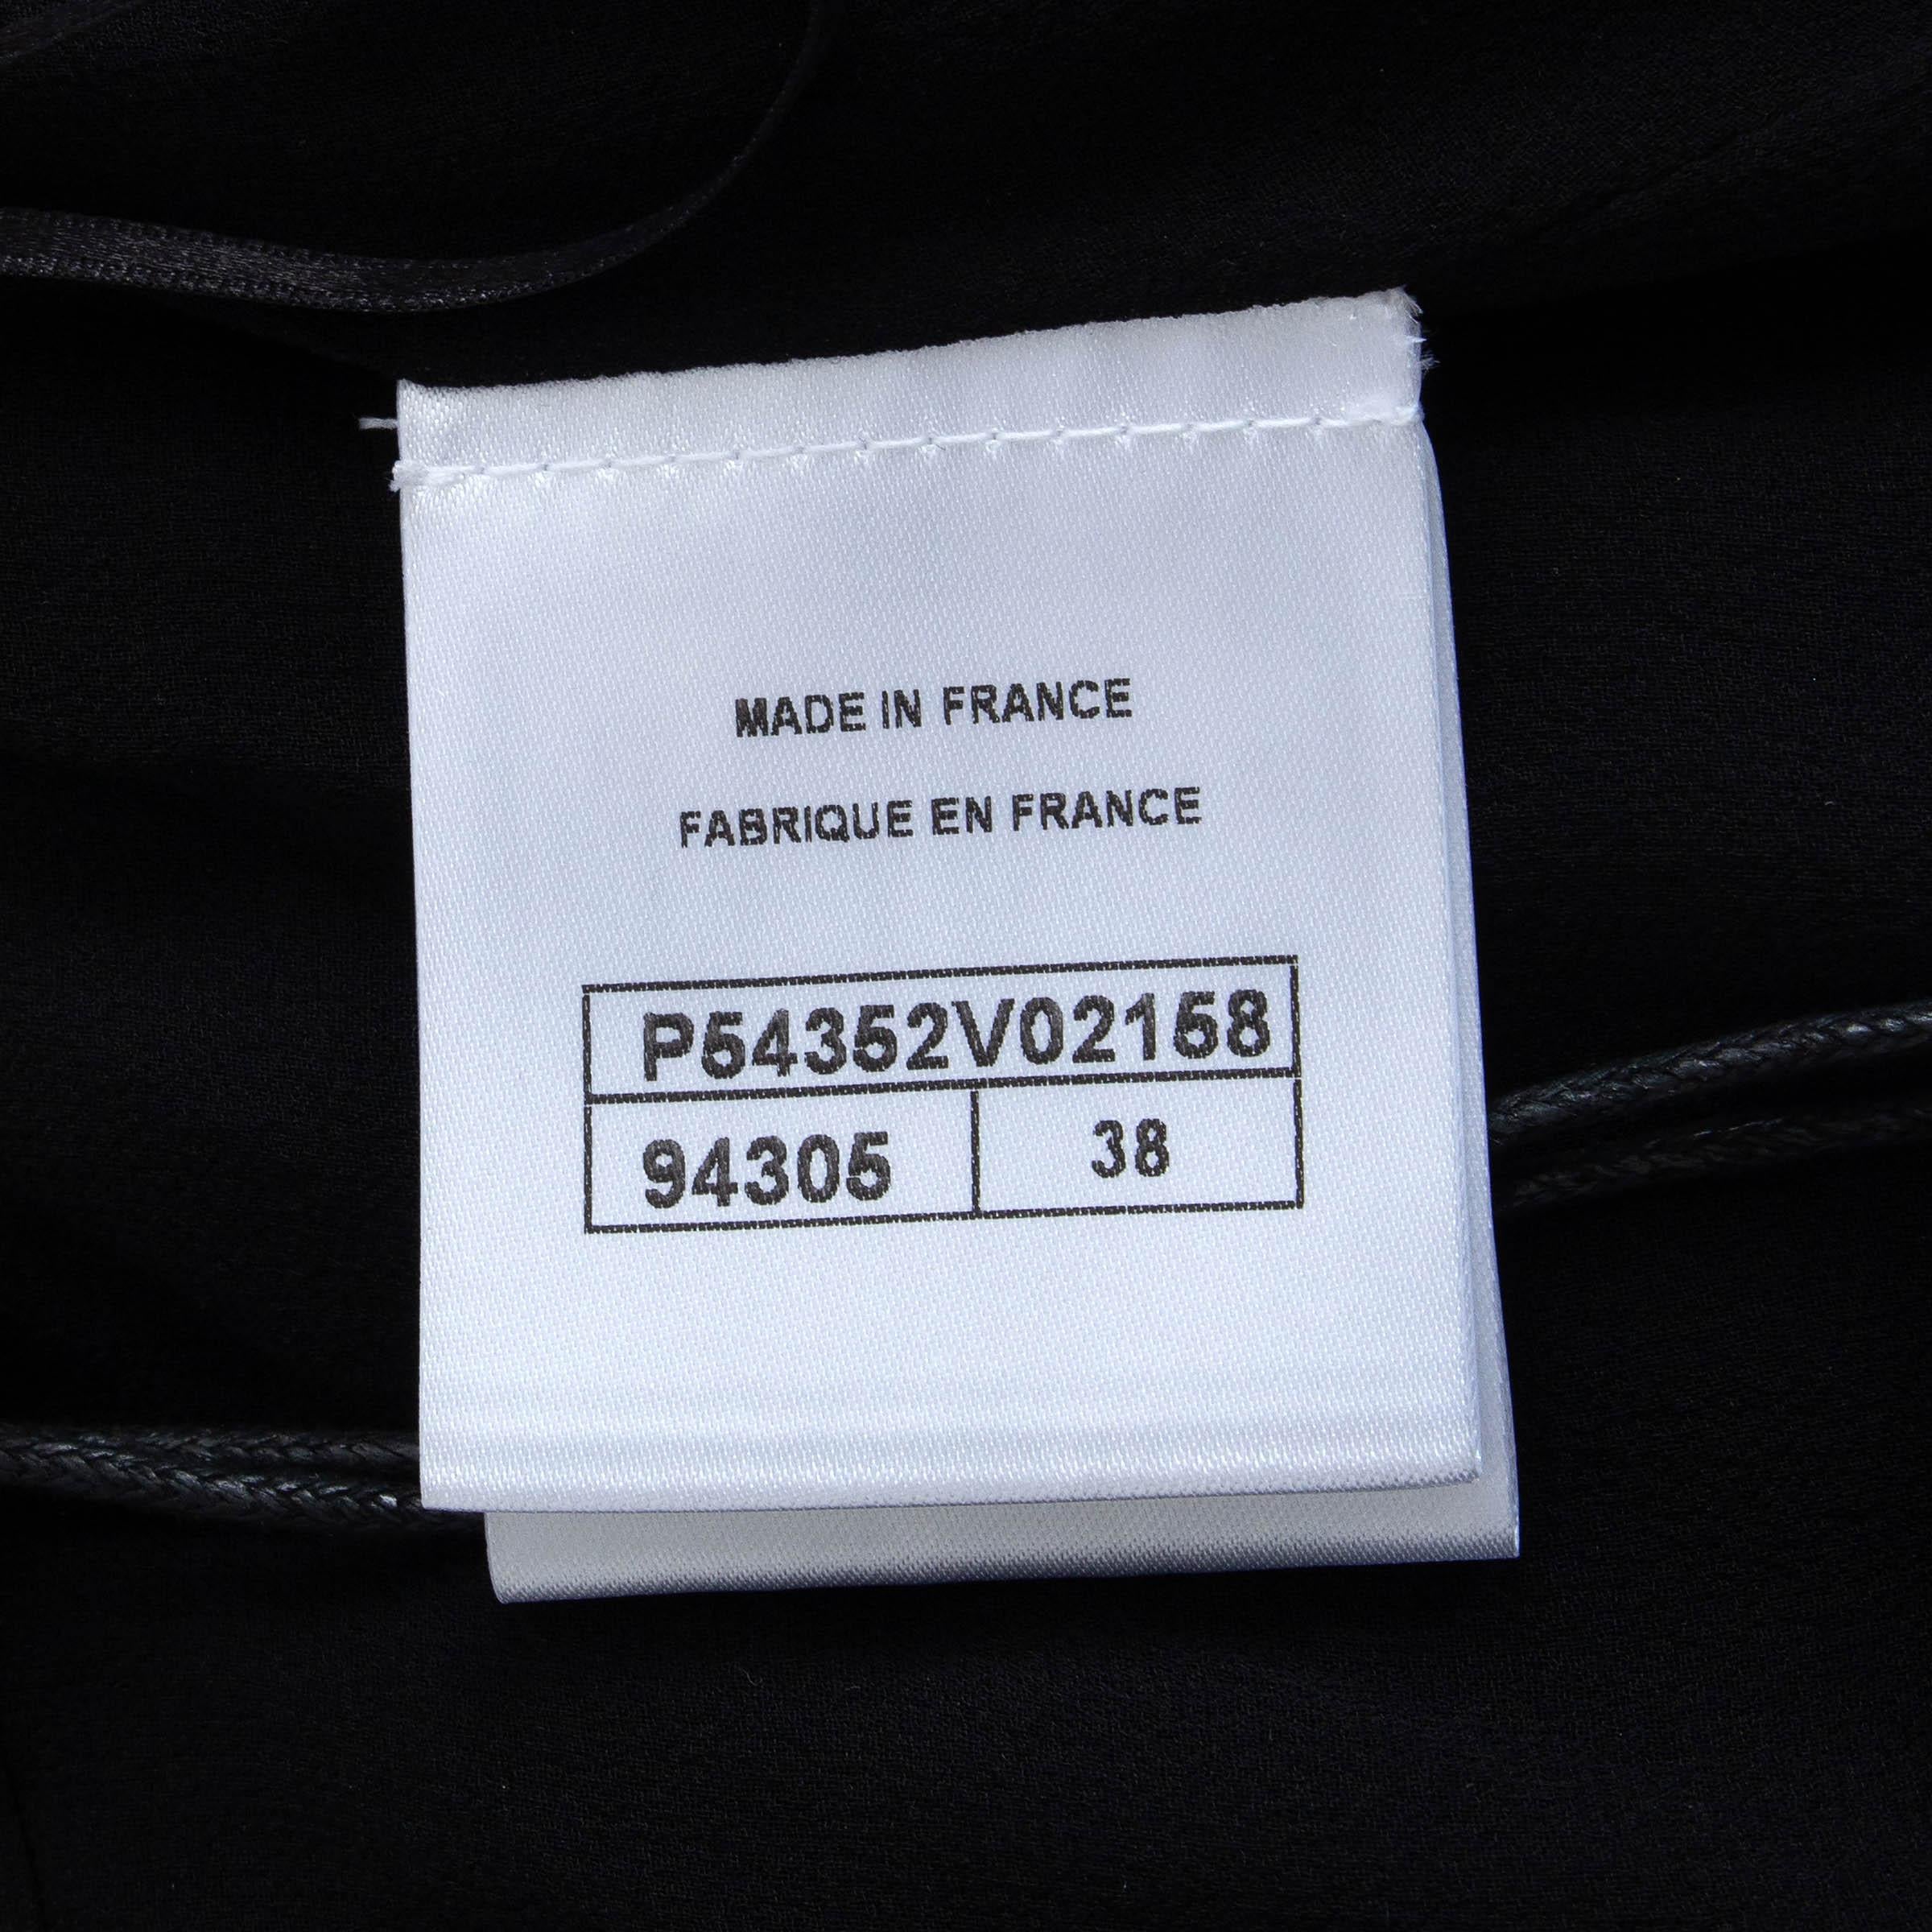 MADE IN FRANCE
FABRIQUE EN FRANCE
P54352V02158
94305 38